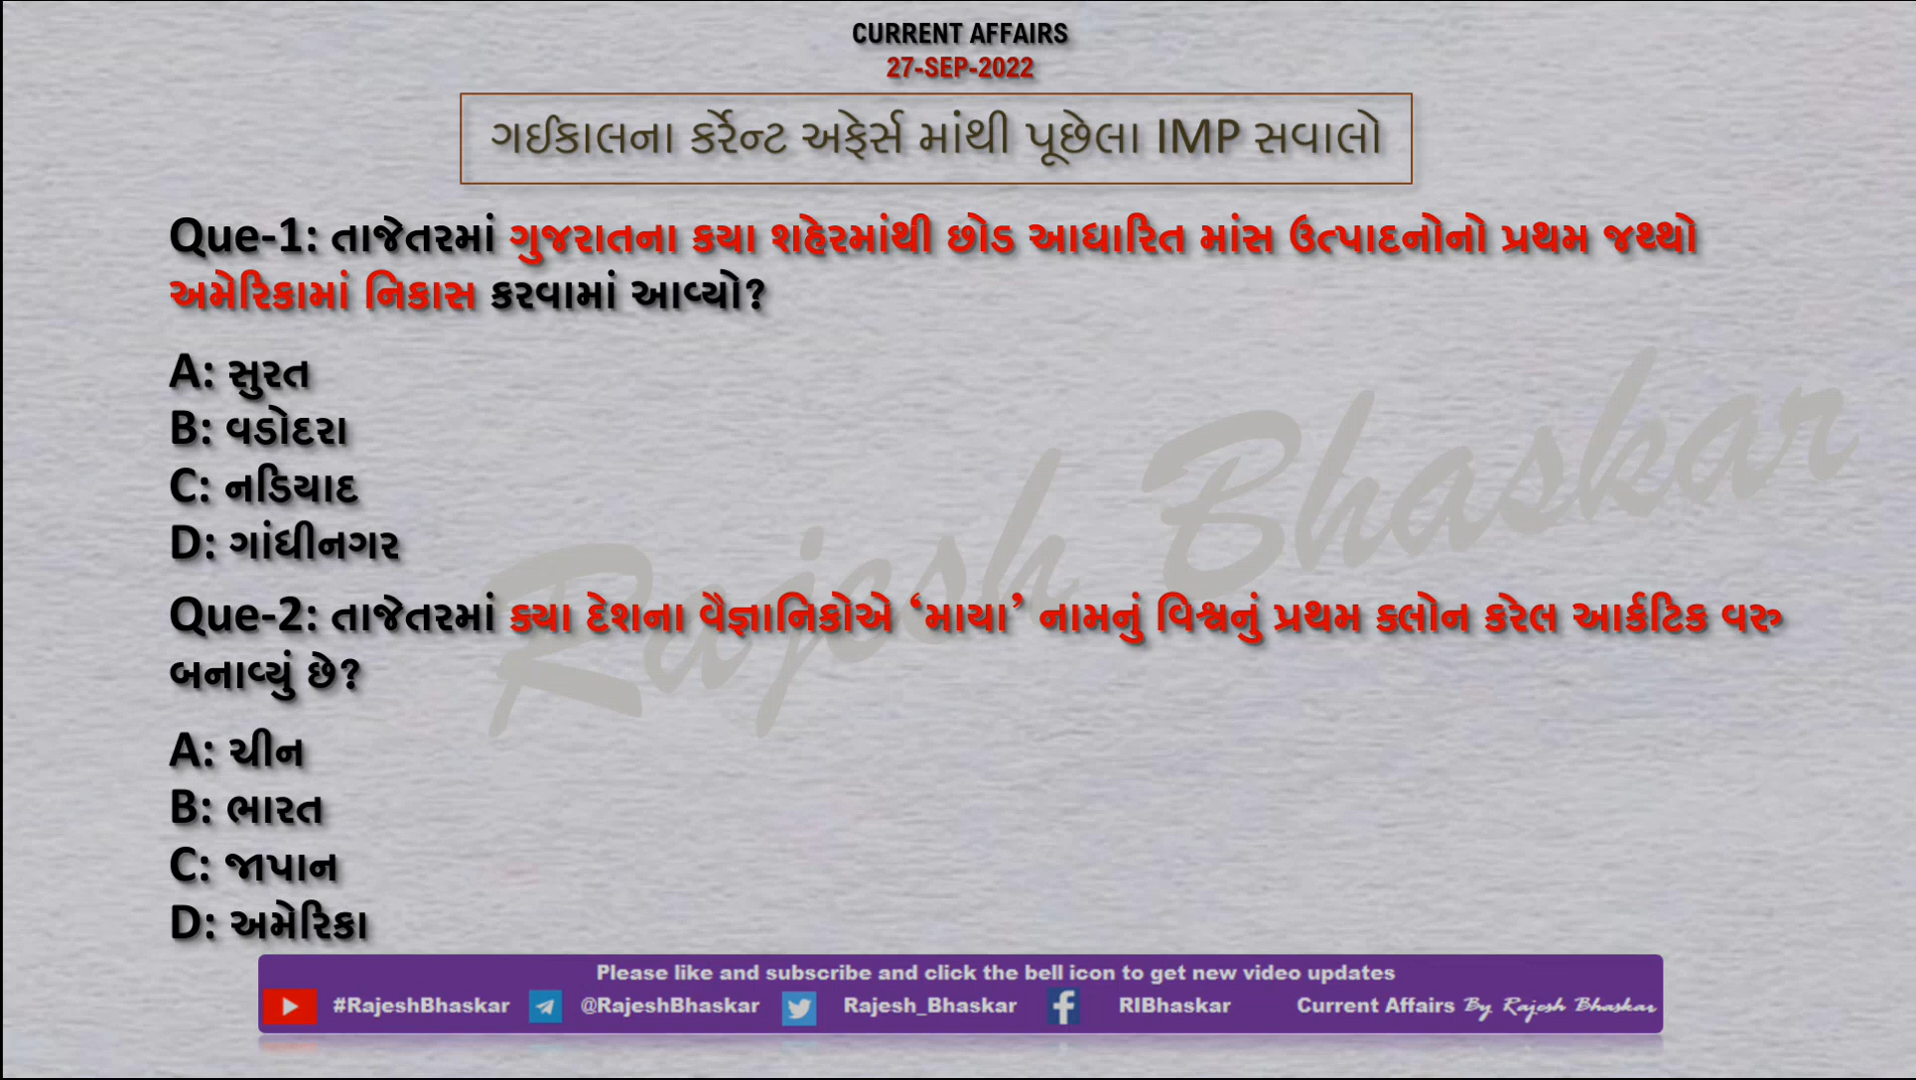 CURRENT AFFAIRS
27-SEP-2022
ગઈકાલના કર્રેન્ટ અફેર્સ માંથી પૂછેલા IMP સવાલો
Que-1: તાજેતરમાં ગુજરાતના કયા શહેરમાંથી છોડ આધારિત માંસ ઉત્પાદનોનો પ્રથમ જથ્થો
અમેરિકામાં નિકાસ કરવામાં આવ્યો?
A: સુરત
B: વડોદરા
C: નડિયાદ
D: ગાંધીનગર
Que-2: તાજેતરમાં ક્યા દેશના વૈજ્ઞાનિકોએ ‘માયા’ નામનું વિશ્વનું પ્રથમ ક્લોન કરેલ આર્કટિક વરુ
બનાવ્યું છે?
A: ચીન
B: ભારત
C: જાપાન
D: અમેરિકા
Rajesh Bhaskar
Please like and subscribe and click the bell icon to get new video updates
#RajeshBhaskar @RajeshBhaskar Rajesh_Bhaskar RIBhaskar Current Affairs By Rajesh Bhaskar